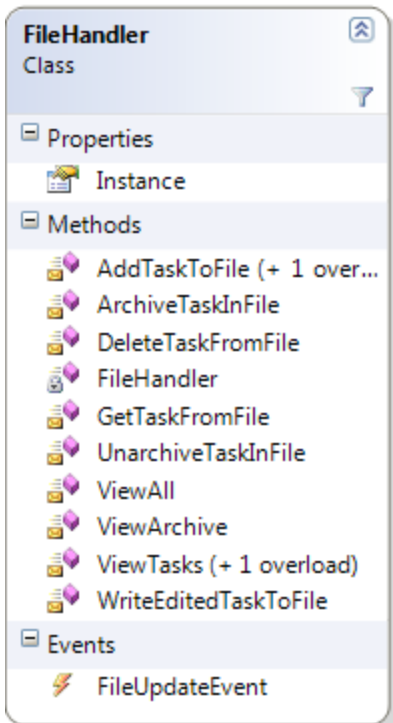 FileHandler
Class
Properties
Instance
Methods
AddTaskToFile (+ 1 over...
ArchiveTaskInFile
DeleteTaskFromFile
FileHandler
GetTaskFromFile
UnarchiveTaskInFile
ViewAll
ViewArchive
ViewTasks (+ 1 overload)
WriteEditedTaskToFile
Events
FileUpdateEvent